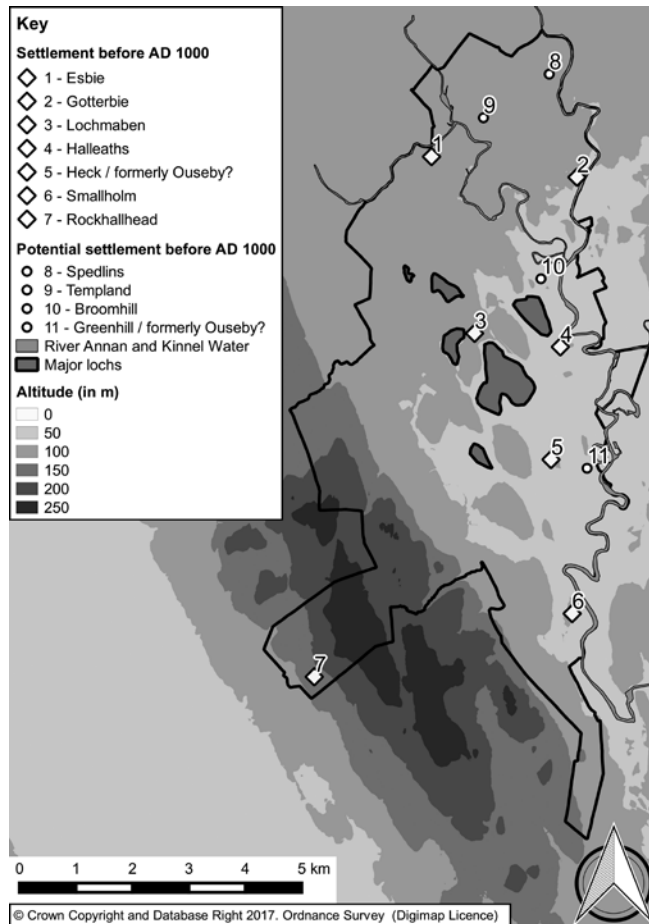 Key
Settlement before AD 1000
1 - Esbie
2 - Gotterbie
3 - Lochmaben
4 - Halleaths
5 - Heck / formerly Ouseby?
6 - Smallholm
7 - Rockhallhead
Potential settlement before AD 1000
8 - Spedlins
9 - Templand
10 - Broomhill
11 - Greenhill / formerly Ouseby?
River Annan and Kinnel Water
Major lochs
Altitude (in m)
0
50
100
150
200
250
8
9
1
2
10
3
4
5
11
6
7
0 1 2 3 4 5 km
© Crown Copyright and Database Right 2017. Ordnance Survey (Digimap Licence)